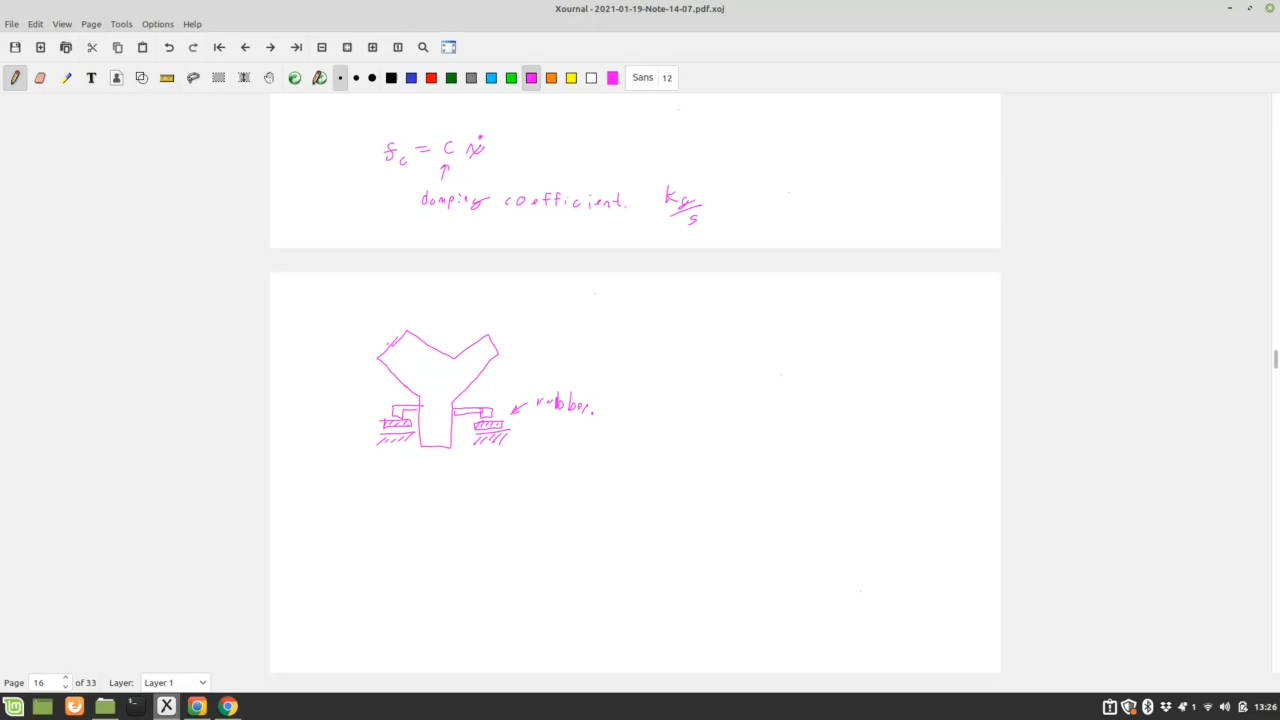 Xournal - 2021-01-19-Note-14-07.pdf.xoj
File Edit View Page Tools Options Help
Sans 12
f_c = c ẋ
↑
damping coefficient. kg/s
← rubber.
Page 16 of 33 Layer: Layer 1
1 13:26